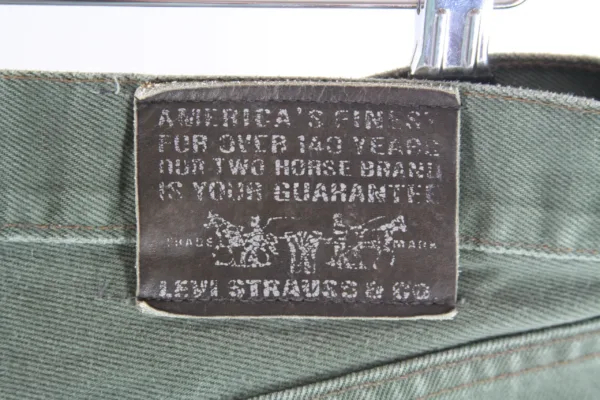 AMERICA'S FINEST
FOR OVER 140 YEARS
OUR TWO HORSE BRAND
IS YOUR GUARANTEE
TRADE MARK
LEVI STRAUSS & CO